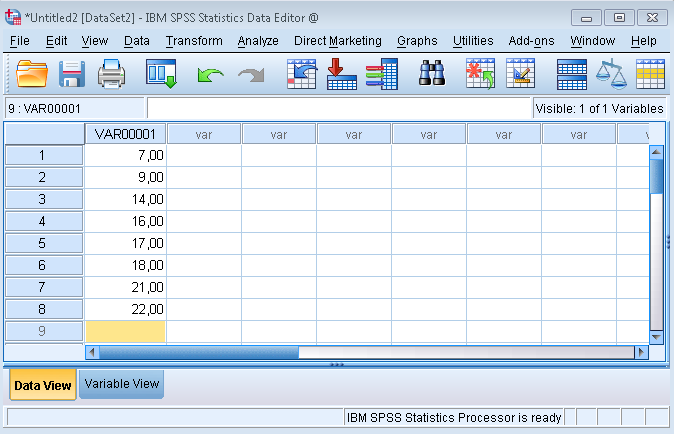 *Untitled2 [DataSet2] - IBM SPSS Statistics Data Editor @
File Edit View Data Transform Analyze Direct Marketing Graphs Utilities Add-ons Window Help
9 : VAR00001 Visible: 1 of 1 Variables
VAR00001 var var var var var var
1 7,00
2 9,00
3 14,00
4 16,00
5 17,00
6 18,00
7 21,00
8 22,00
9
Data View Variable View
IBM SPSS Statistics Processor is ready